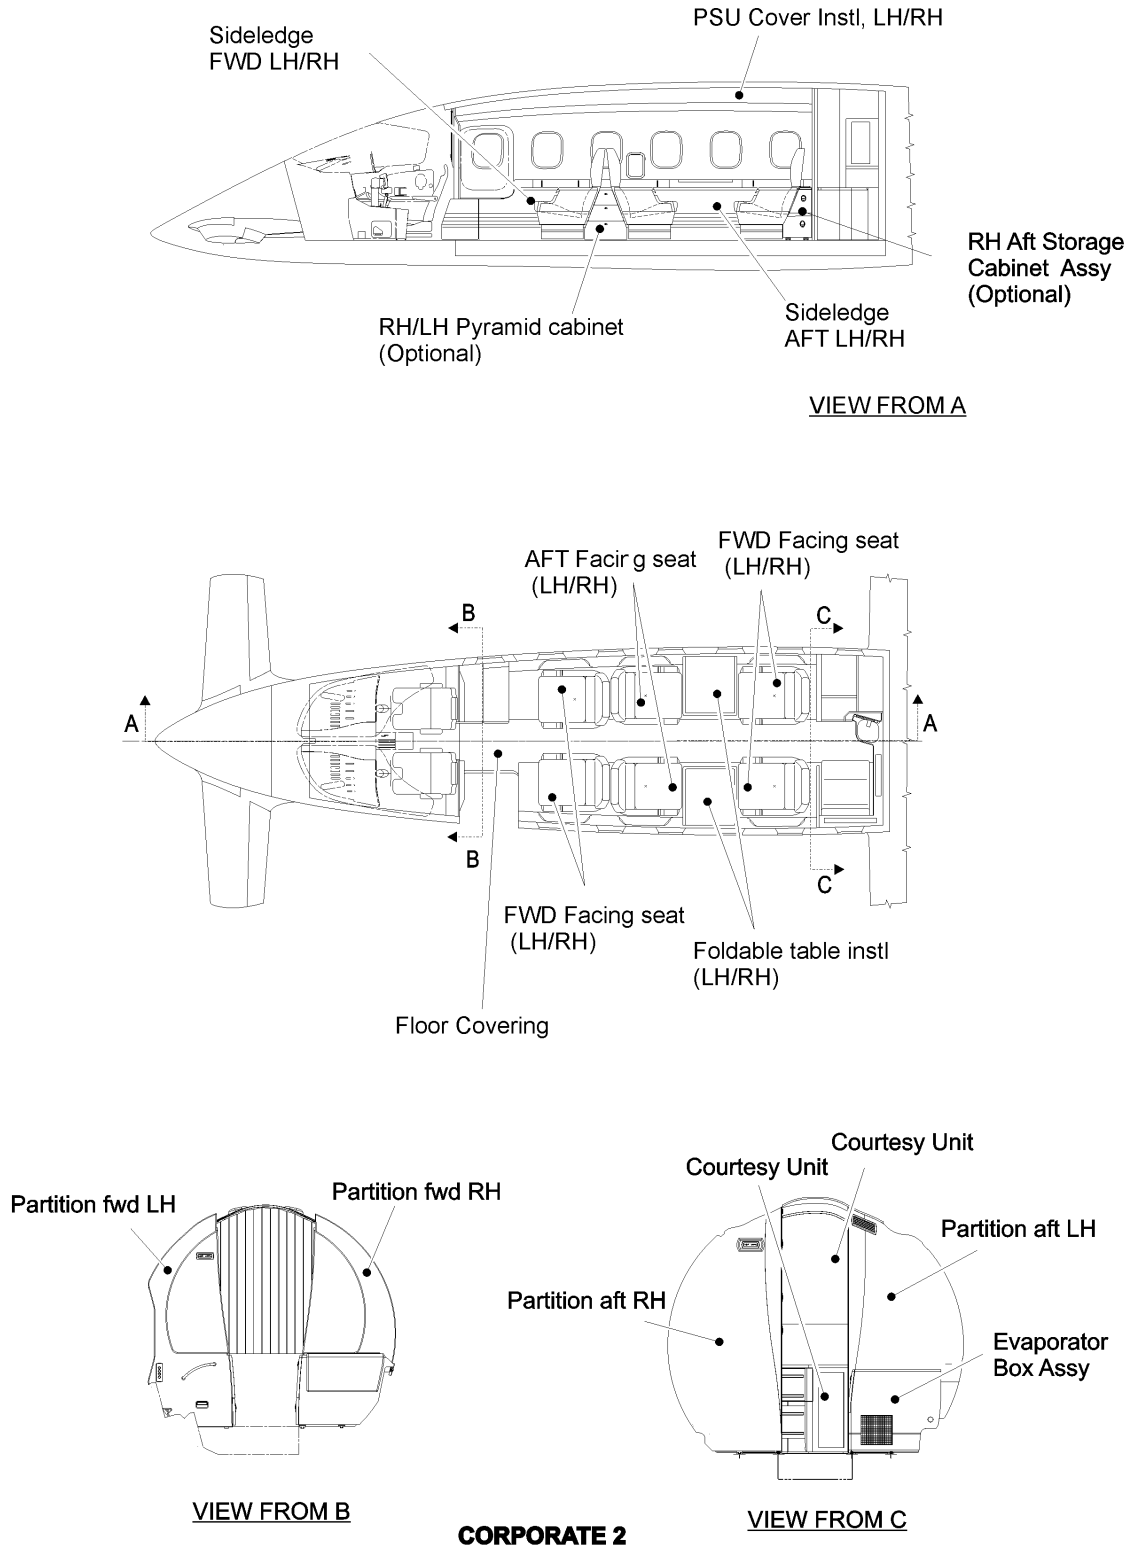 PSU Cover Instl, LH/RH
Sideledge
FWD LH/RH
RH Aft Storage
Cabinet Assy
(Optional)
RH/LH Pyramid cabinet
(Optional)
Sideledge
AFT LH/RH
VIEW FROM A
AFT Facir g seat
(LH/RH)
FWD Facing seat
(LH/RH)
B
C
A
A
B
C
FWD Facing seat
(LH/RH)
Foldable table instl
(LH/RH)
Floor Covering
Courtesy Unit
Courtesy Unit
Partition fwd LH
Partition fwd RH
Partition aft LH
Partition aft RH
Evaporator
Box Assy
VIEW FROM B
VIEW FROM C
CORPORATE 2